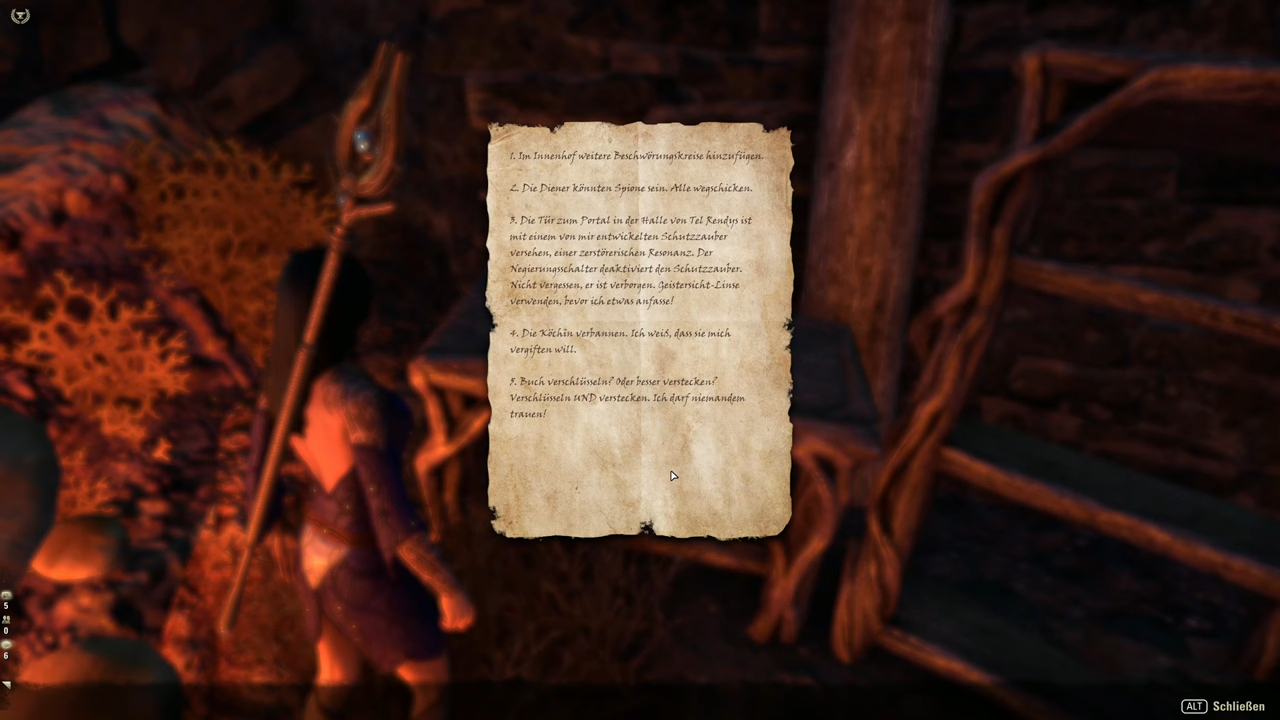 1. Im Innenhof weitere Beschwörungskreise hinzufügen.
2. Die Diener könnten Spione sein. Alle wegschicken.
3. Die Tür zum Portal in der Halle von Tel Rendys ist
mit einem von mir entwickelten Schutzzauber
versehen, einer zerstörerischen Resonanz. Der
Negierungsschalter deaktiviert den Schutzzauber.
Nicht vergessen, er ist verborgen. Geistersicht-Linse
verwenden, bevor ich etwas anfasse!
4. Die Köchin verbannen. Ich weiß, dass sie mich
vergiften will.
5. Buch verschlüsseln? Oder besser verstecken?
Verschlüsseln UND verstecken. Ich darf niemandem
trauen!
5
0
6
ALT Schließen